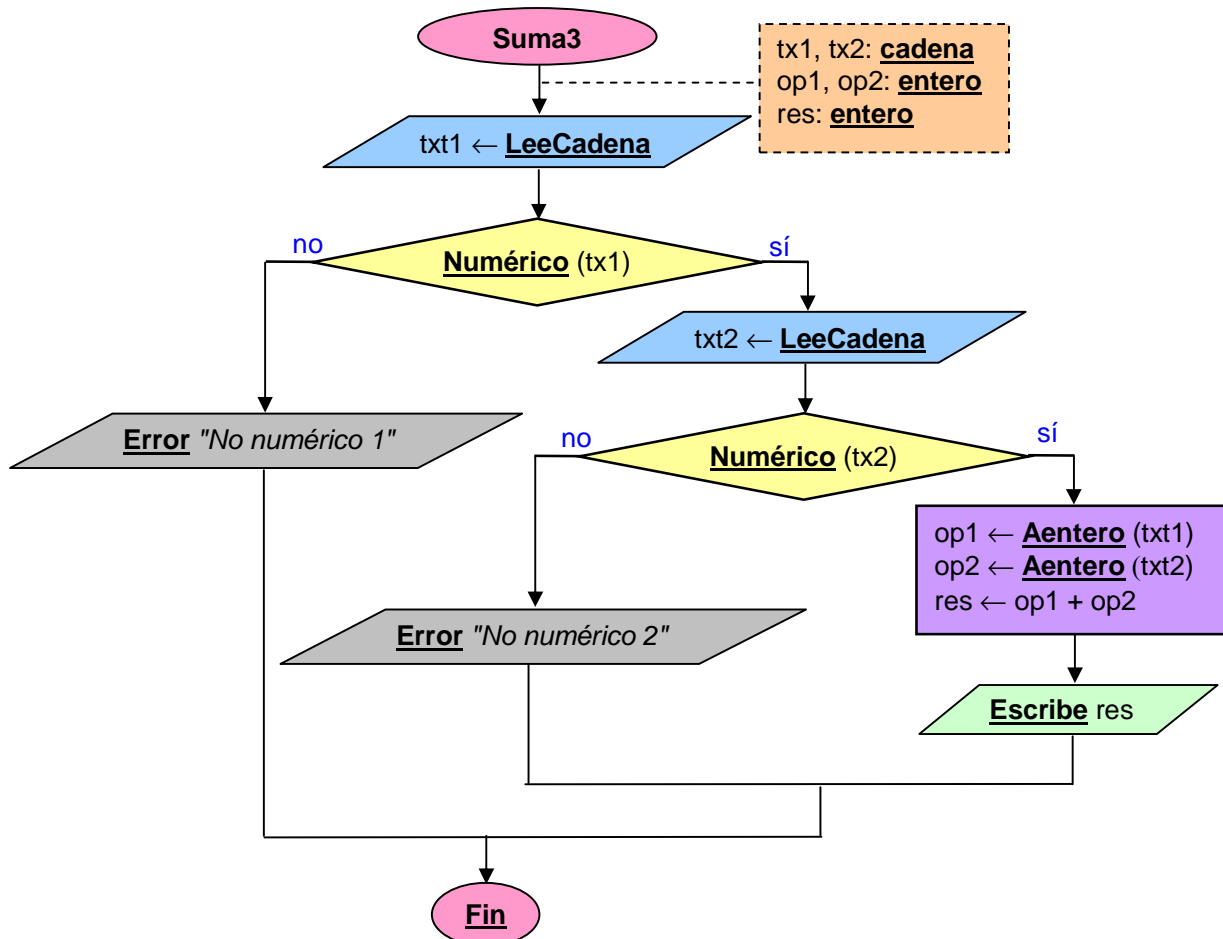 Suma3
tx1, tx2: cadena
op1, op2: entero
res: entero
txt1 ← LeeCadena
no
sí
Numérico (tx1)
txt2 ← LeeCadena
Error "No numérico 1"
no
sí
Numérico (tx2)
op1 ← Aentero (txt1)
op2 ← Aentero (txt2)
res ← op1 + op2
Error "No numérico 2"
Escribe res
Fin